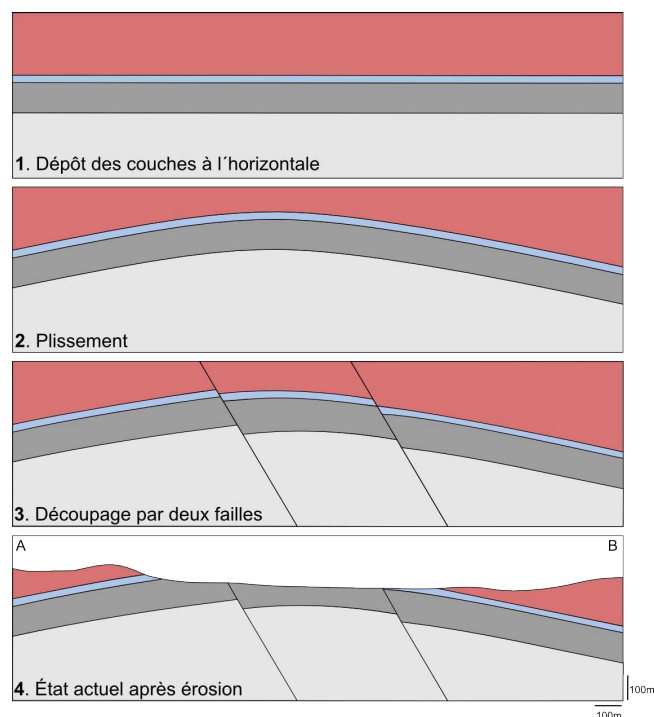 1. Dépôt des couches à l´horizontale
2. Plissement
3. Découpage par deux failles
A
B
4. État actuel après érosion
100m
100m